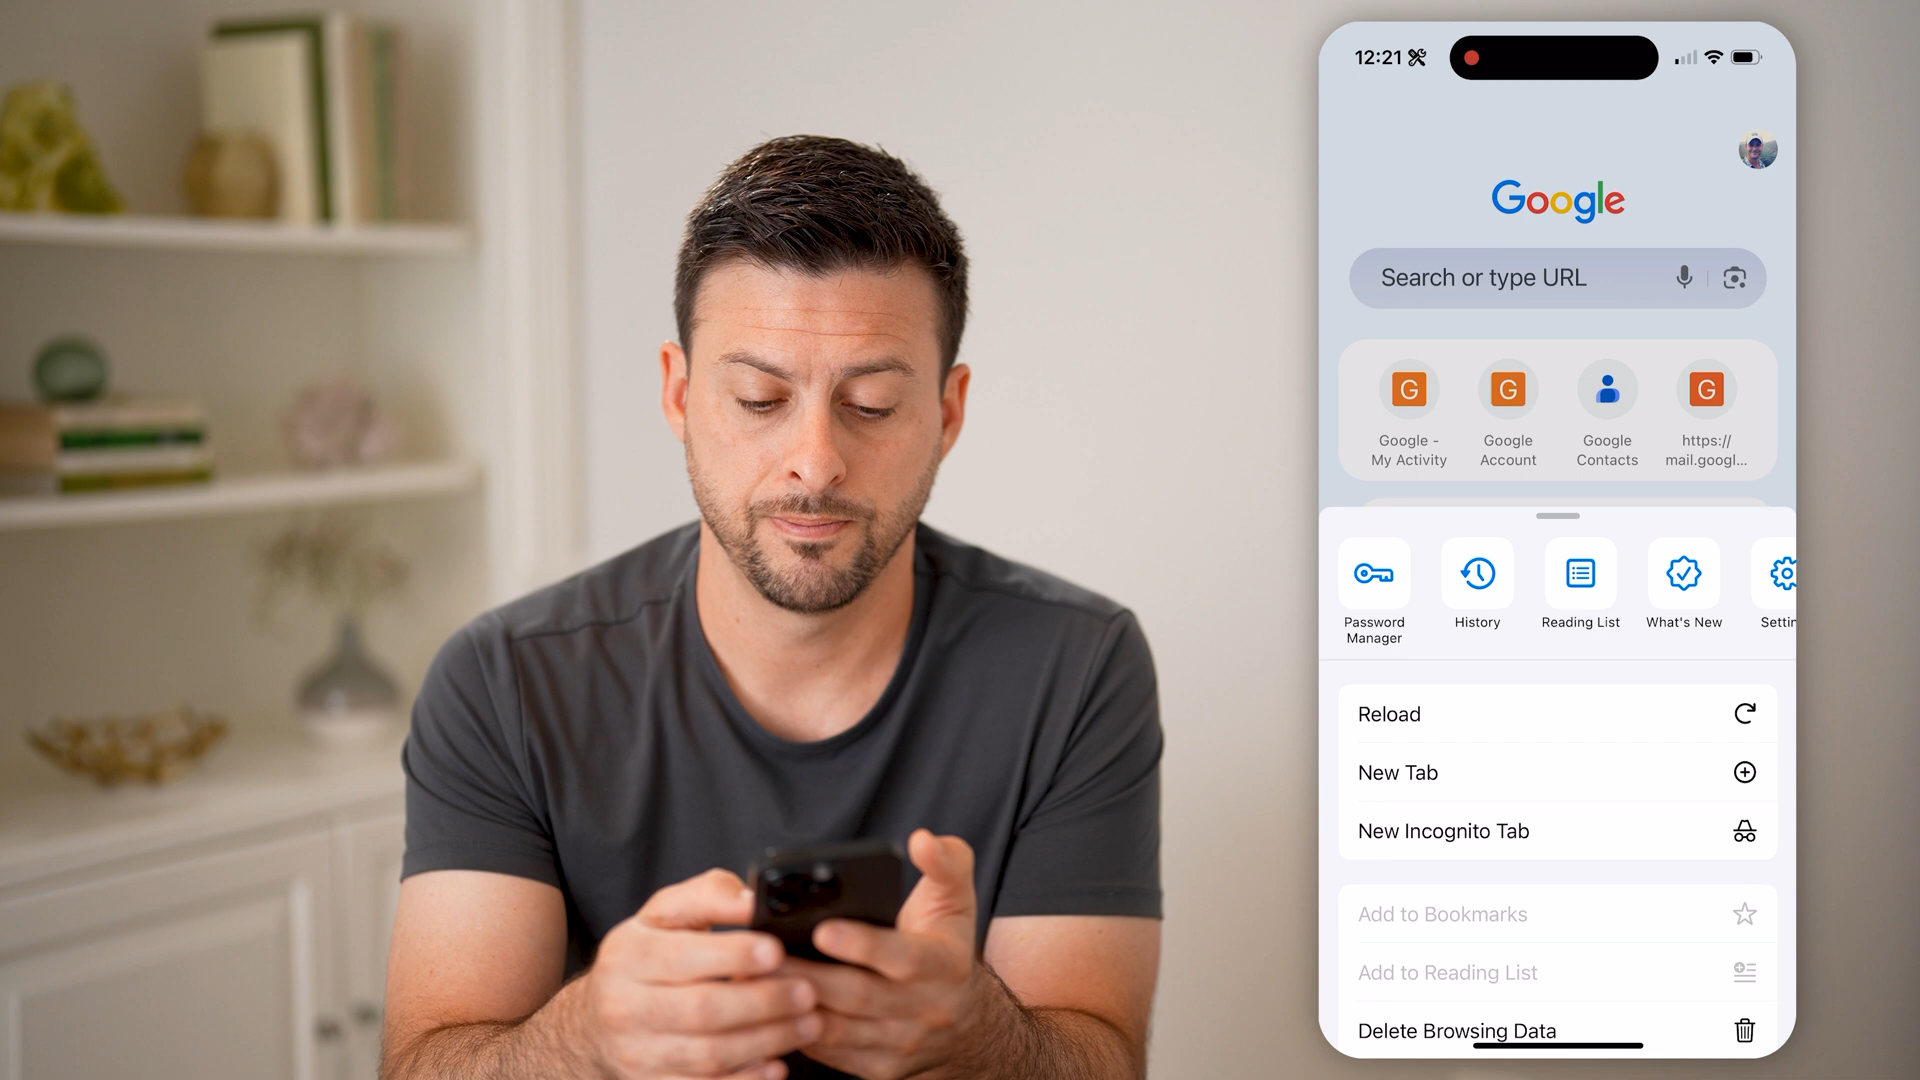 12:21
Google
Search or type URL
G G G
Google -
My Activity
Google
Account
Google
Contacts
https://
mail.googl...
Password
Manager
History
Reading List
What's New
Settin
Reload
New Tab
New Incognito Tab
Add to Bookmarks
Add to Reading List
Delete Browsing Data